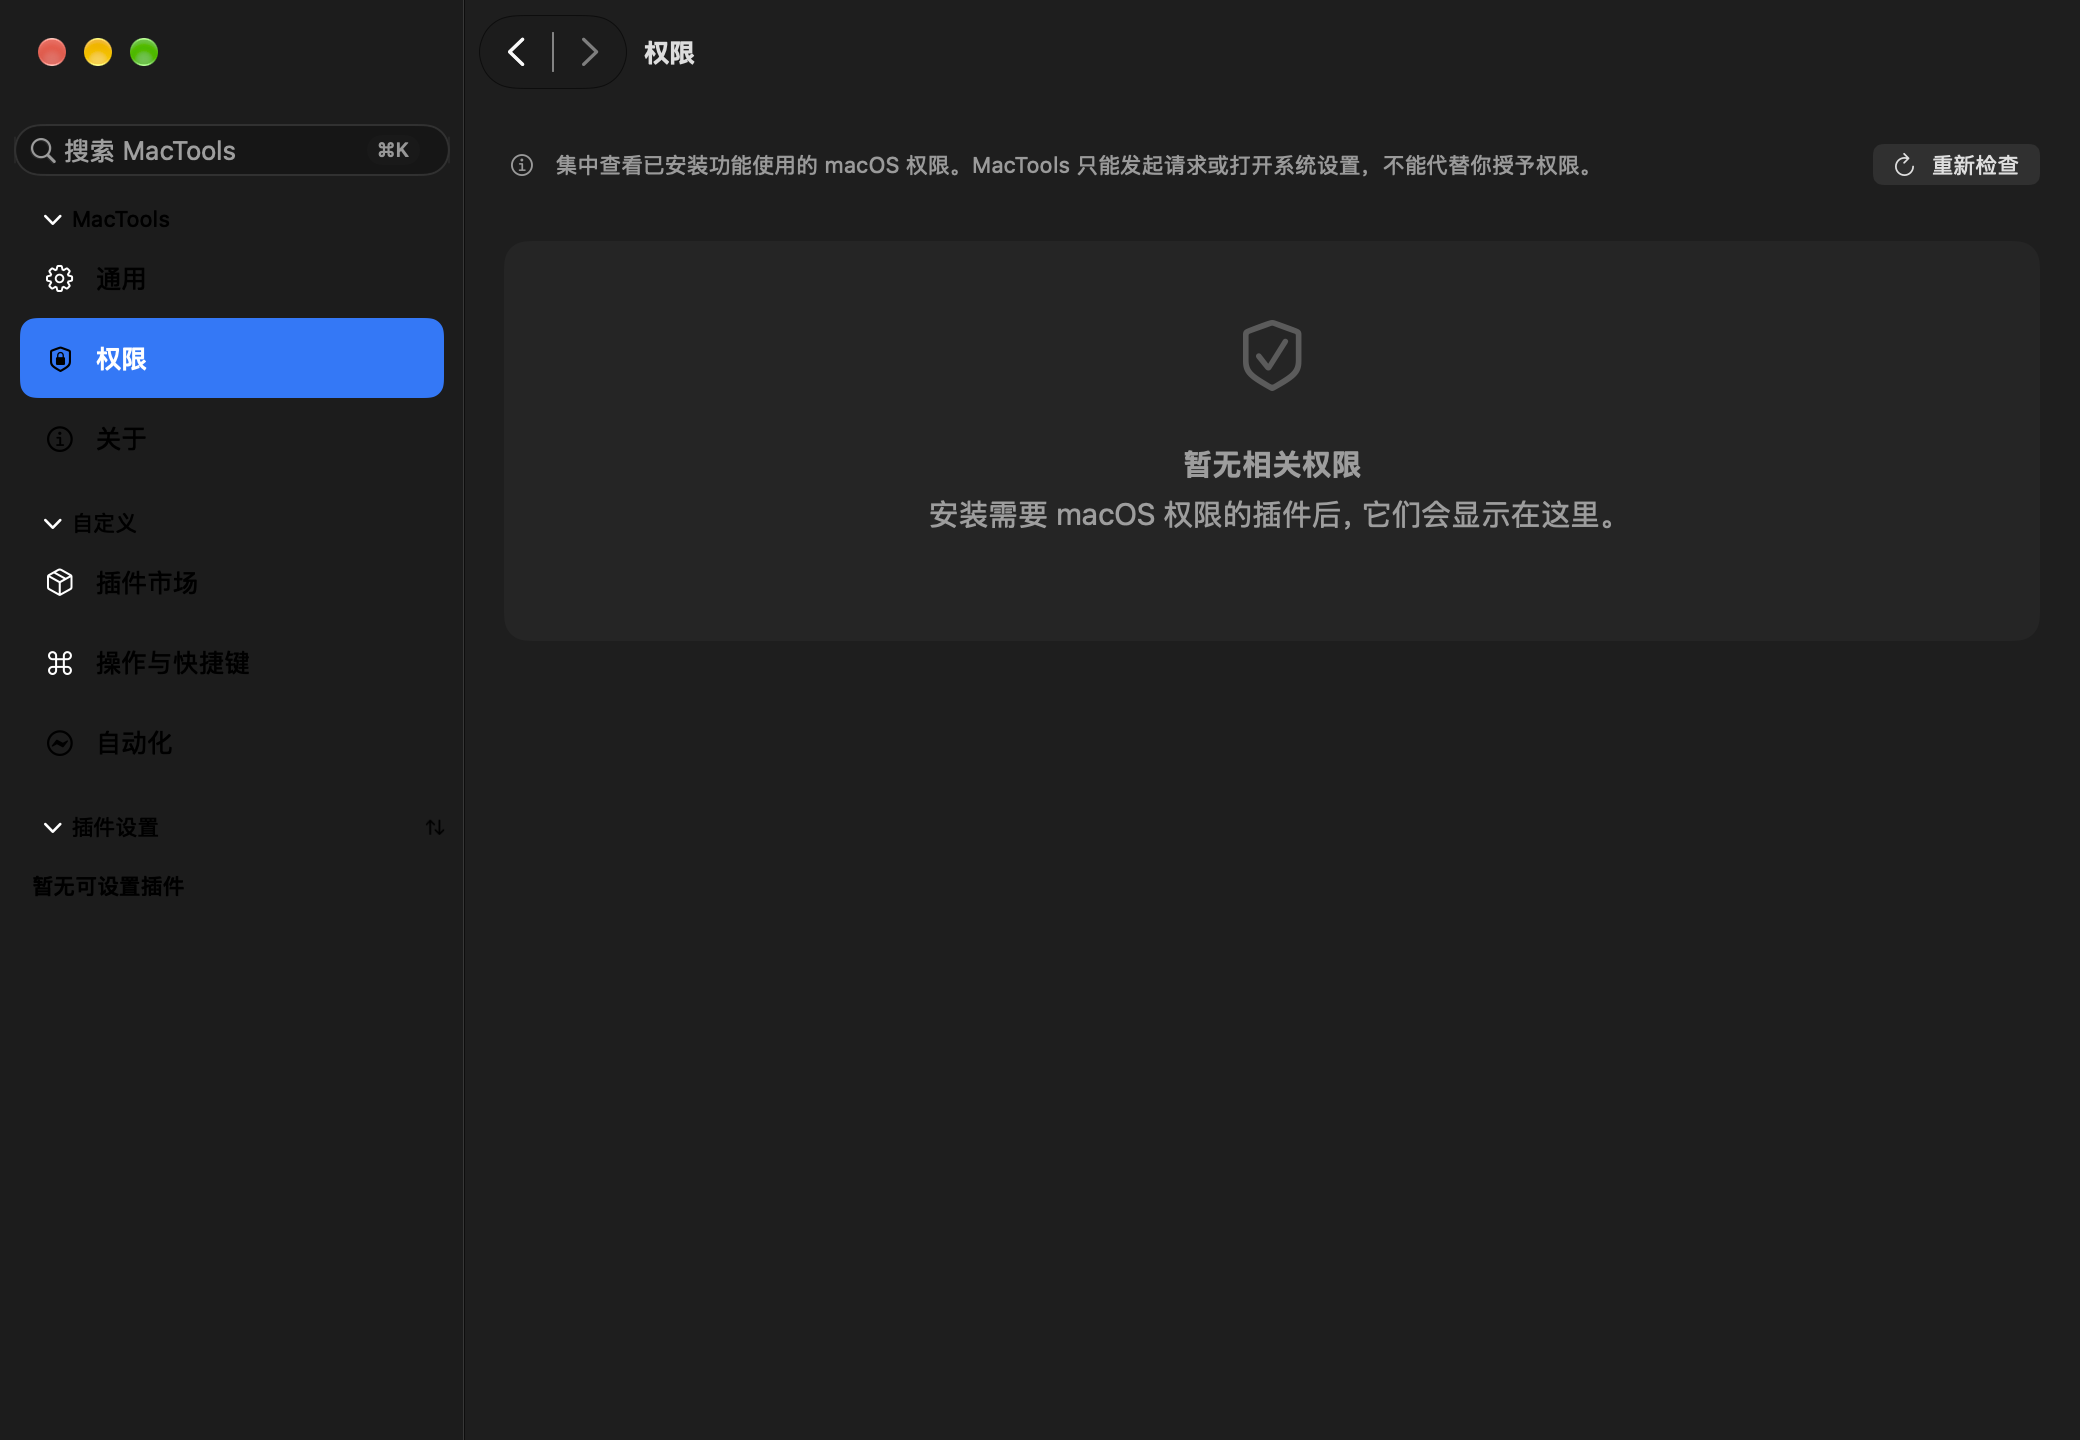 搜索 MacTools ⌘K
MacTools
通用
权限
关于
自定义
插件市场
操作与快捷键
自动化
插件设置
暂无可设置插件
权限
集中查看已安装功能使用的 macOS 权限。MacTools 只能发起请求或打开系统设置，不能代替你授予权限。
重新检查
暂无相关权限
安装需要 macOS 权限的插件后，它们会显示在这里。